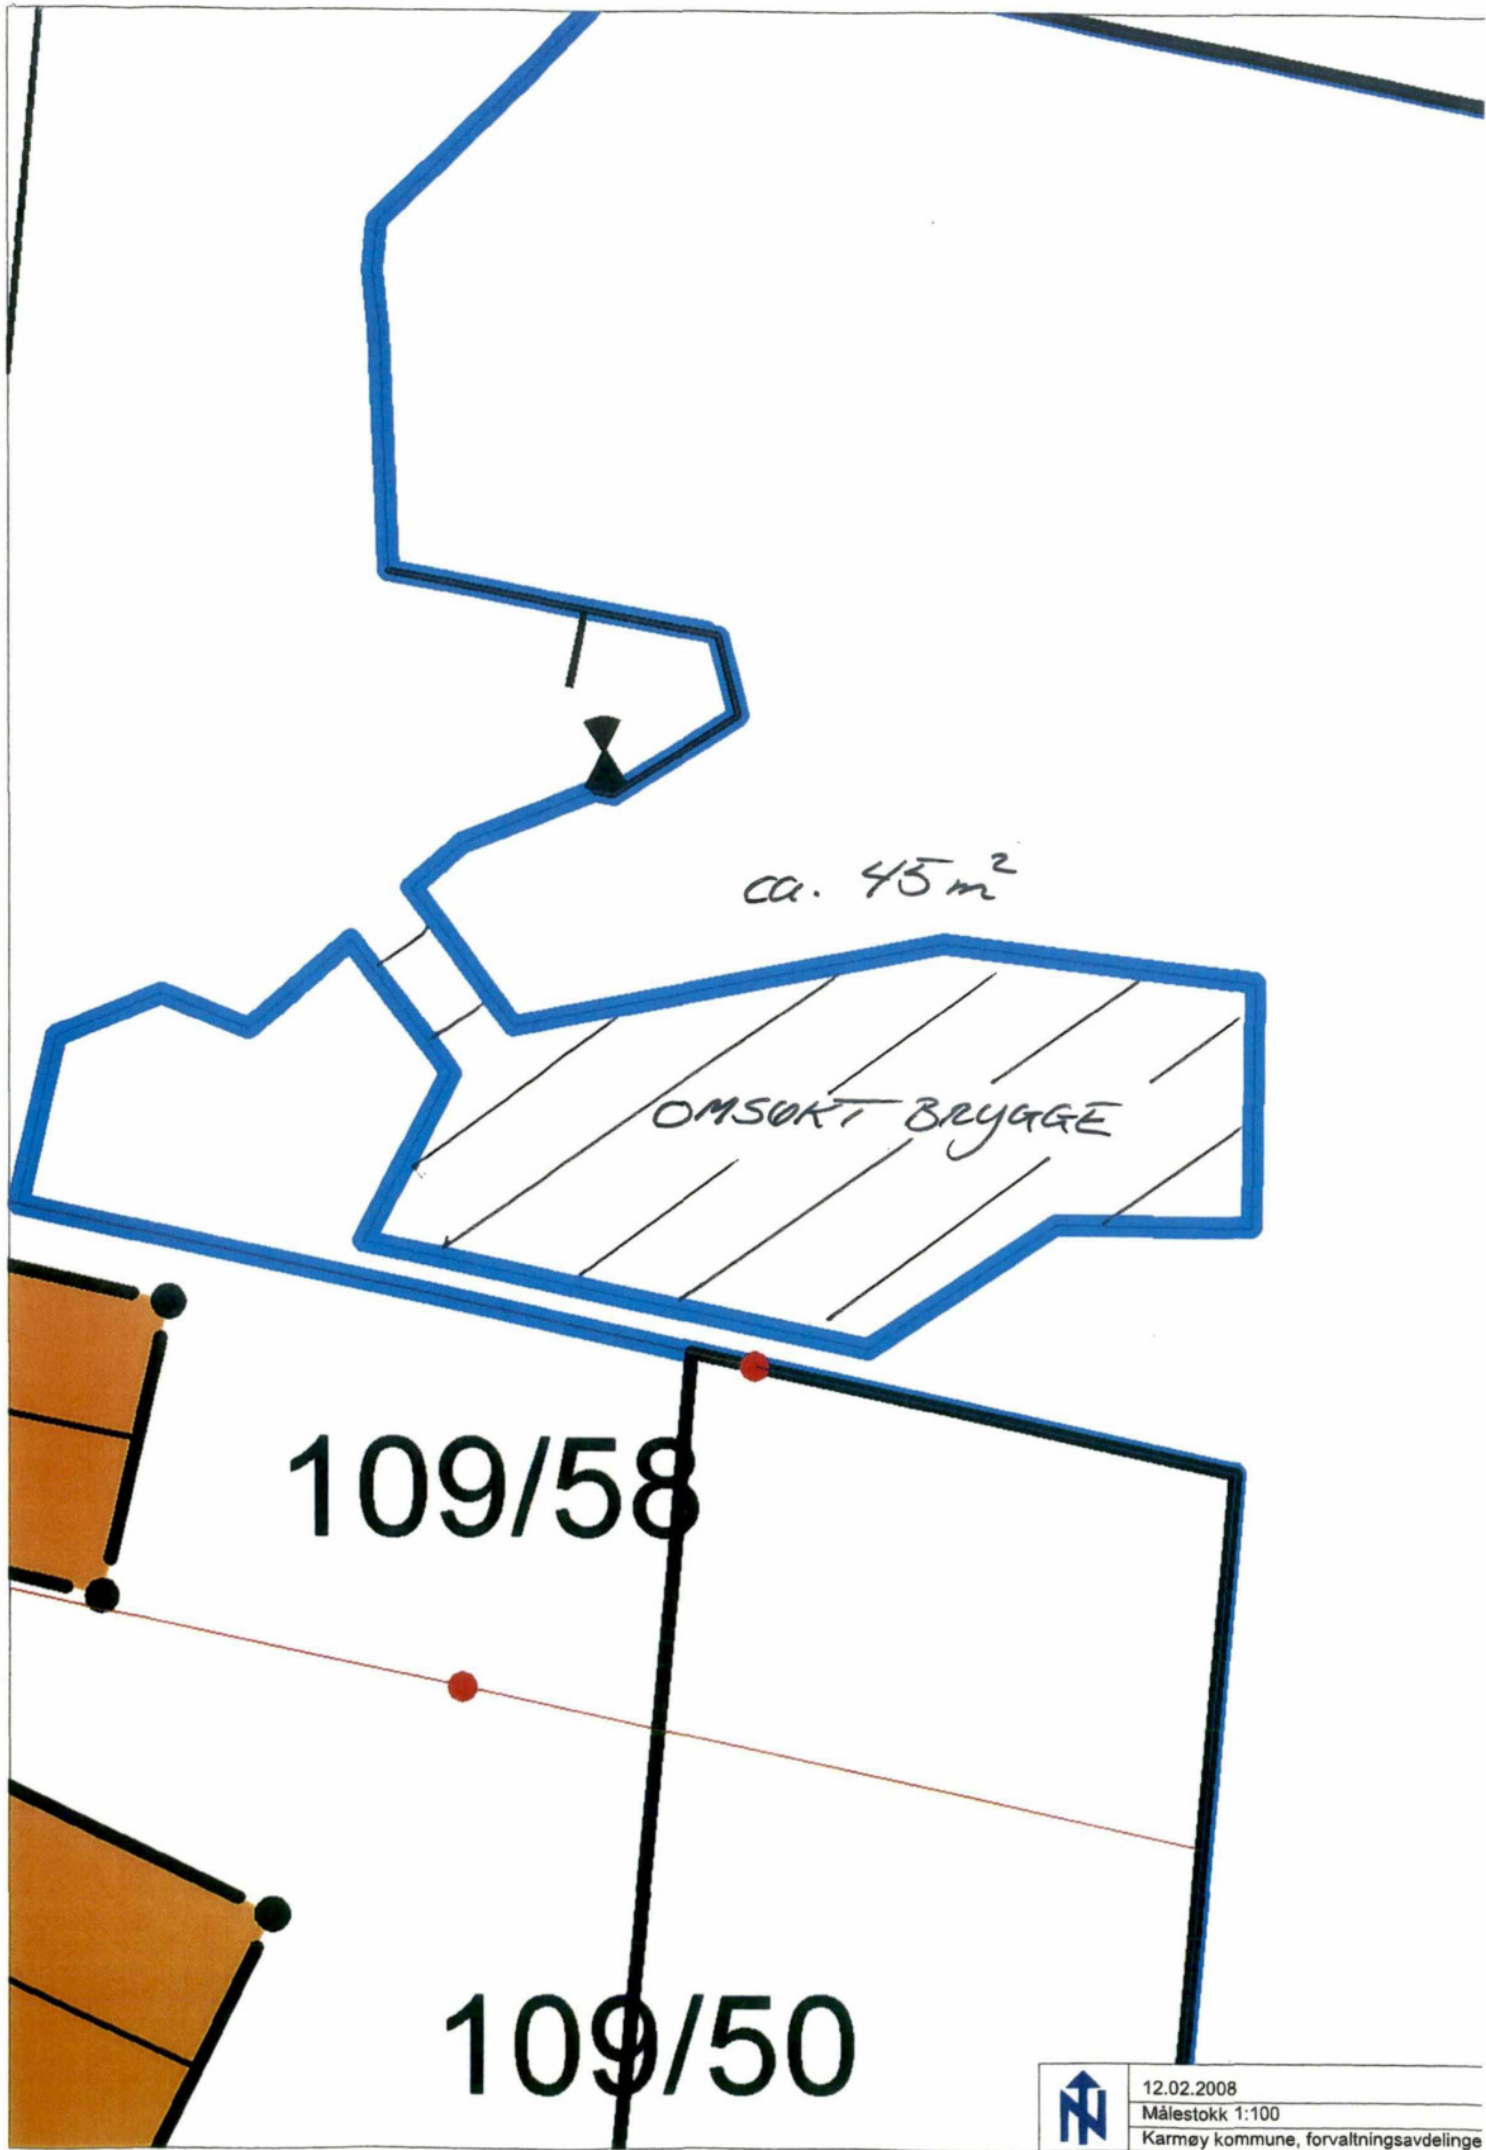 ca. 45 m²
OMSØKT BRYGGE
109/58
109/50
N
12.02.2008
Målestokk 1:100
Karmøy kommune, forvaltningsavdelinge